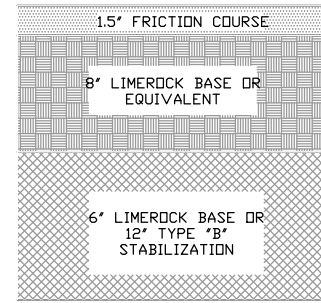 1.5" FRICTION COURSE
8" LIMEROCK BASE OR
EQUIVALENT
6" LIMEROCK BASE OR
12" TYPE "B"
STABILIZATION